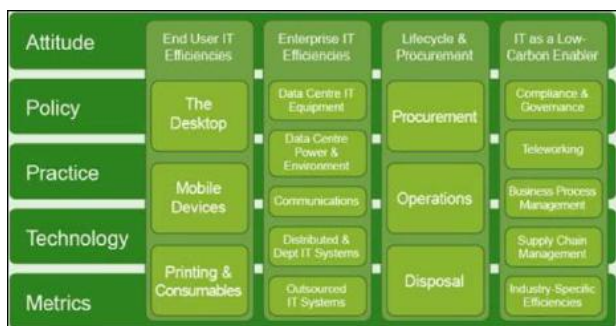 Attitude
Policy
Practice
Technology
Metrics
End User IT
Efficiencies
The
Desktop
Mobile
Devices
Printing &
Consumables
Enterprise IT
Efficiencies
Data Centre IT
Equipment
Data Centre
Power &
Environment
Communications
Distributed &
Dept IT Systems
Outsourced
IT Systems
Lifecycle &
Procurement
Procurement
Operations
Disposal
IT as a Low-
Carbon Enabler
Compliance &
Governance
Teleworking
Business Process
Management
Supply Chain
Management
Industry-Specific
Efficiencies